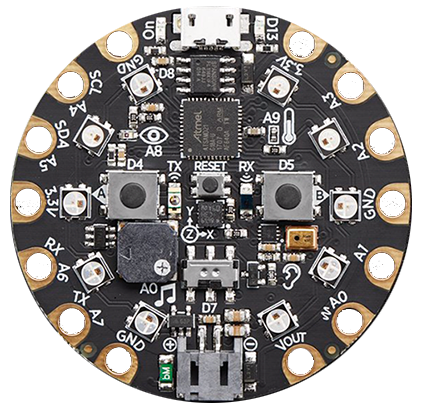 On
D13
GND
D8
3.3V
SCL
A4
Atmel
A9
A3
SDA
A5
A8
A2
D4
TX
RESET
RX
D5
3.3V
A
B
GND
Y
Z
X
RX
A6
A1
A0
TX
A7
D7
A0
GND
+
-
VOUT